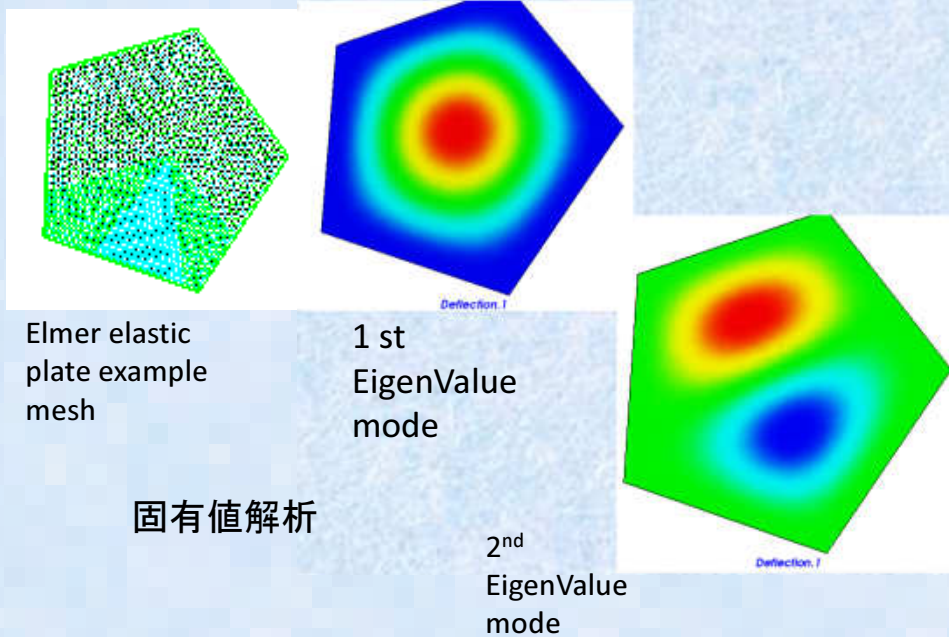 Deflection.1
Elmer elastic
plate example
mesh
1 st
EigenValue
mode
固有値解析
Deflection.1
2nd
EigenValue
mode